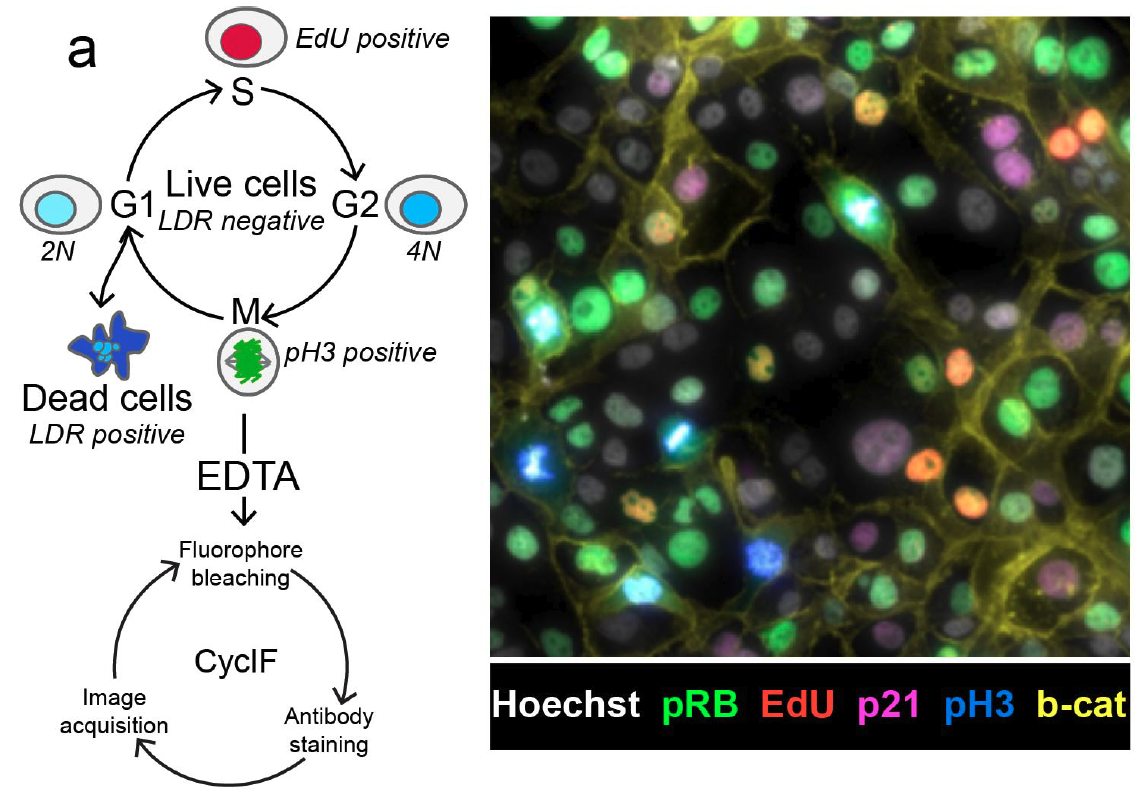 a
EdU positive
S
Live cells
G1
G2
LDR negative
2N
4N
M
pH3 positive
Dead cells
LDR positive
EDTA
Fluorophore
bleaching
CycIF
Image
acquisition
Antibody
staining
Hoechst pRB EdU p21 pH3 b-cat